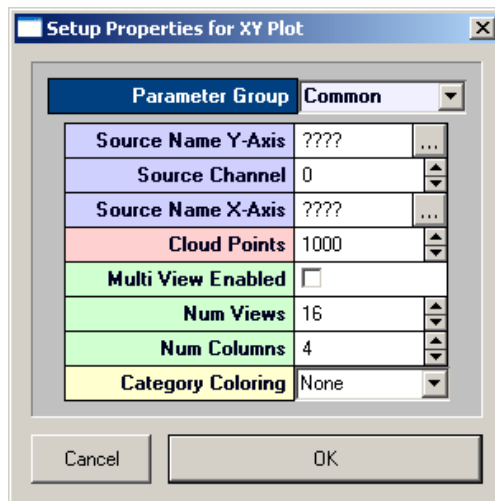 Setup Properties for XY Plot
Parameter Group Common
Source Name Y-Axis ???? ...
Source Channel 0
Source Name X-Axis ???? ...
Cloud Points 1000
Multi View Enabled
Num Views 16
Num Columns 4
Category Coloring None
Cancel OK